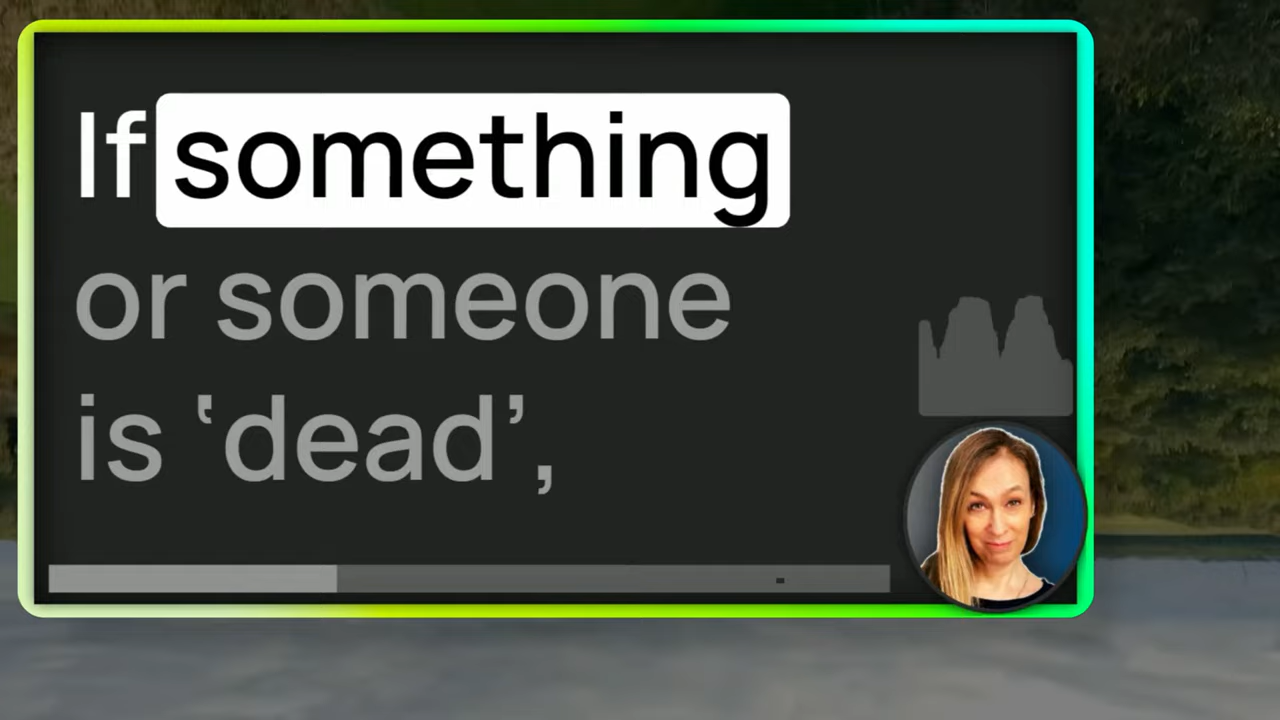 If something
or someone
is ‘dead’,